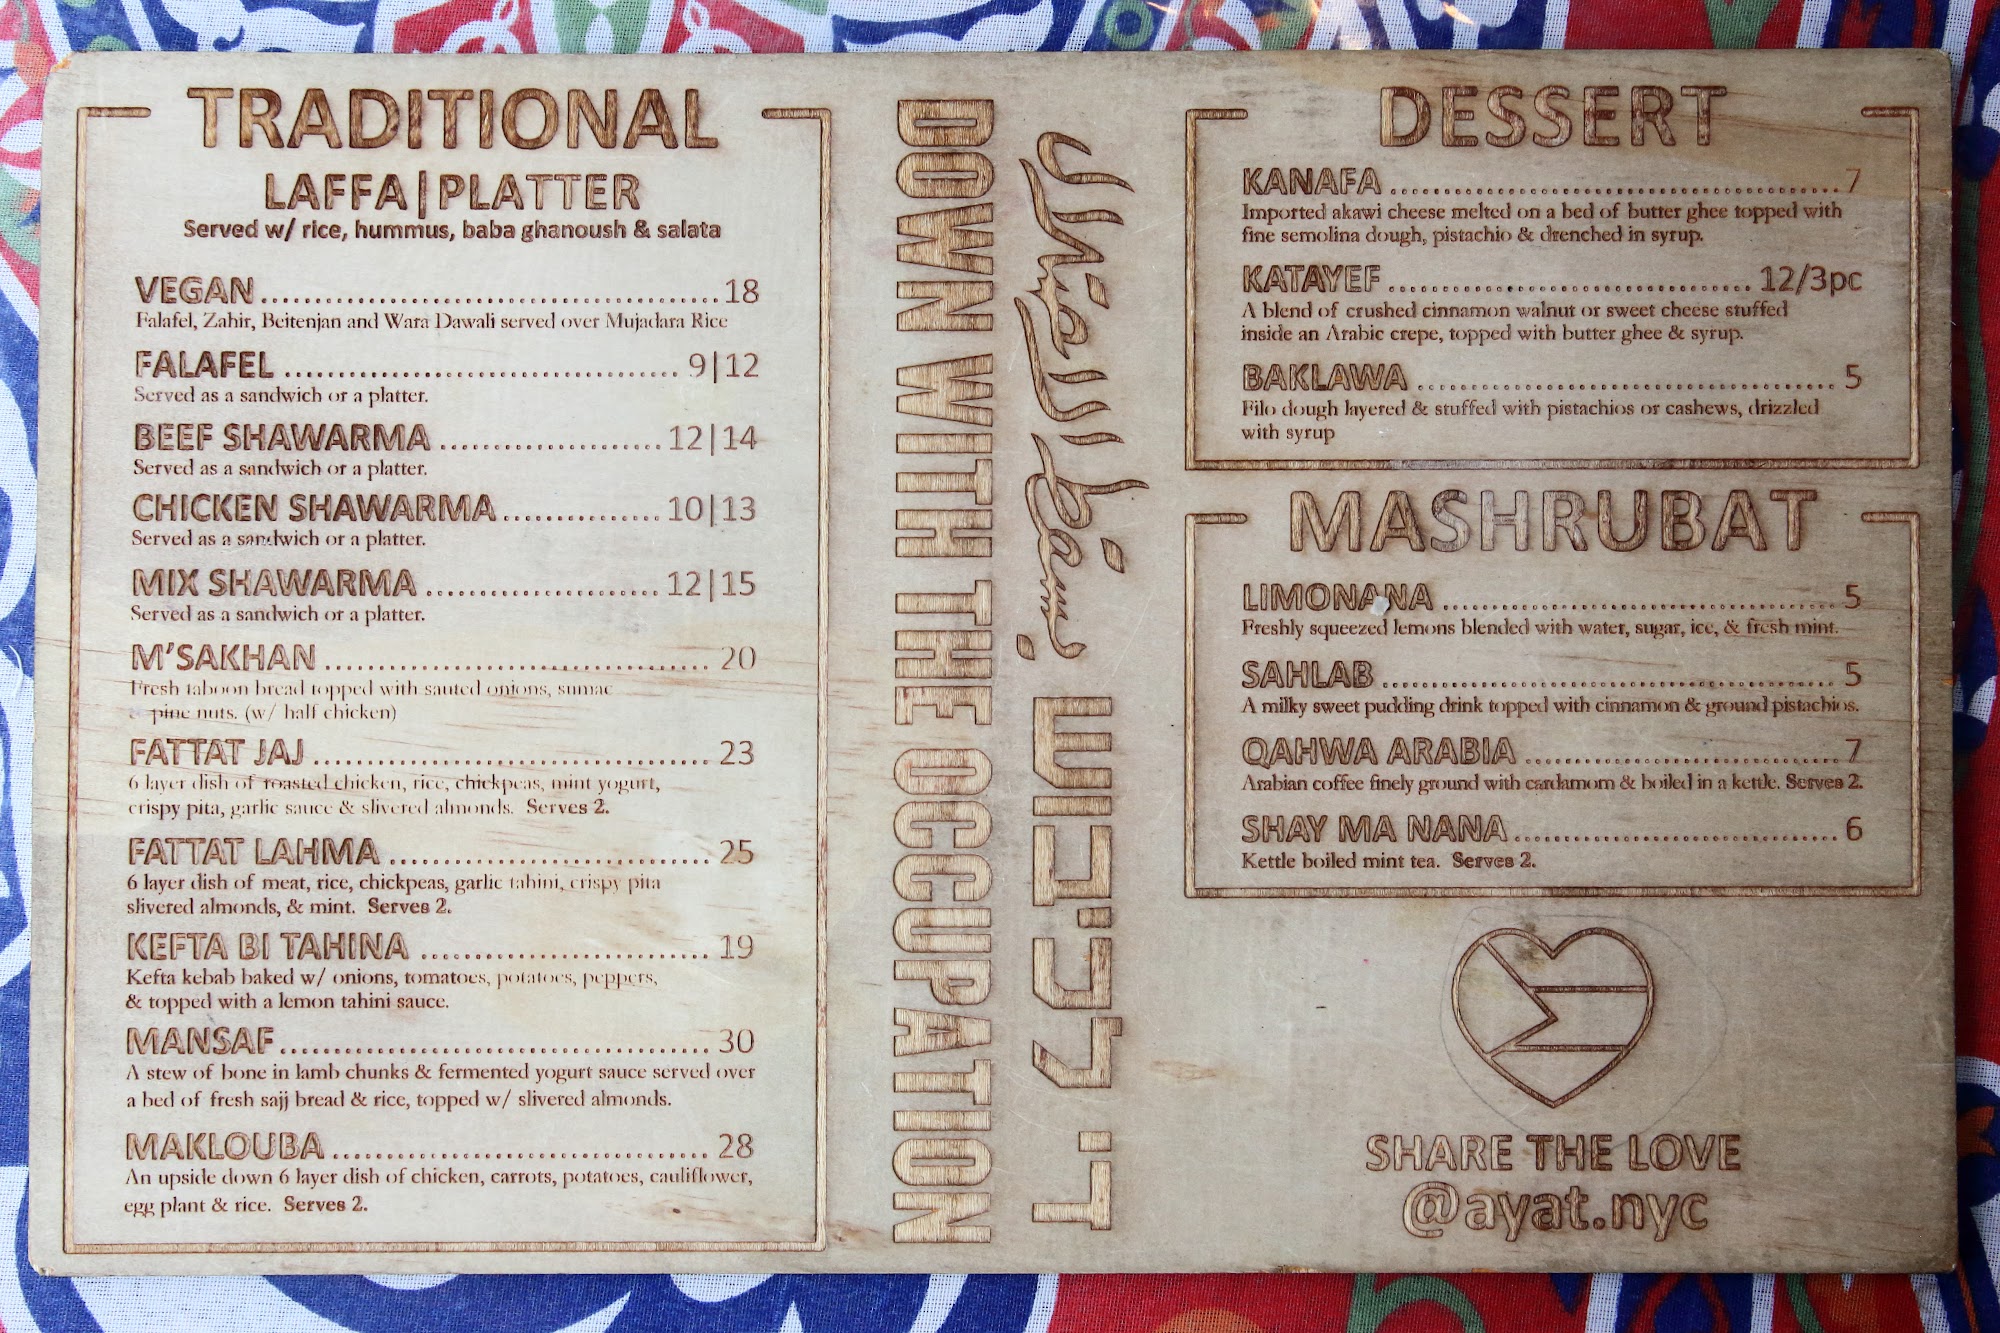 TRADITIONAL
LAFFA|PLATTER
Served w/ rice, hummus, baba ghanoush & salata
VEGAN.............................................18
Falafel, Zahir, Beitenjan and Wara Dawali served over Mujadara Rice
FALAFEL ....................................... 9|12
Served as a sandwich or a platter.
BEEF SHAWARMA ...................... 12|14
Served as a sandwich or a platter.
CHICKEN SHAWARMA................ 10|13
Served as a sandwich or a platter.
MIX SHAWARMA ....................... 12|15
Served as a sandwich or a platter.
M'SAKHAN ...................................... 20
Fresh taboon bread topped with sauted onions, sumac
& pine nuts. (w/ half chicken)
FATTAT JAJ ....................................... 23
6 layer dish of roasted chicken, rice, chickpeas, mint yogurt,
crispy pita, garlic sauce & slivered almonds. Serves 2.
FATTAT LAHMA ................................ 25
6 layer dish of meat, rice, chickpeas, garlic tahini, crispy pita
slivered almonds, & mint. Serves 2.
KEFTA BI TAHINA ............................. 19
Kefta kebab baked w/ onions, tomatoes, potatoes, peppers,
& topped with a lemon tahini sauce.
MANSAF........................................... 30
A stew of bone in lamb chunks & fermented yogurt sauce served over
a bed of fresh sajj bread & rice, topped w/ slivered almonds.
MAKLOUBA ..................................... 28
An upside down 6 layer dish of chicken, carrots, potatoes, cauliflower,
egg plant & rice. Serves 2.
DOWN WITH THE OCCUPATION
يسقط الاحتلال
די לכיבוש
DESSERT
KANAFA .............................................7
Imported akawi cheese melted on a bed of butter ghee topped with
fine semolina dough, pistachio & drenched in syrup.
KATAYEF .................................... 12/3pc
A blend of crushed cinnamon walnut or sweet cheese stuffed
inside an Arabic crepe, topped with butter ghee & syrup.
BAKLAWA ......................................... 5
Filo dough layered & stuffed with pistachios or cashews, drizzled
with syrup
MASHRUBAT
LIMONANA ....................................... 5
Freshly squeezed lemons blended with water, sugar, ice, & fresh mint.
SAHLAB ............................................. 5
A milky sweet pudding drink topped with cinnamon & ground pistachios.
QAHWA ARABIA ............................... 7
Arabian coffee finely ground with cardamom & boiled in a kettle. Serves 2.
SHAY MA NANA................................ 6
Kettle boiled mint tea. Serves 2.
SHARE THE LOVE
@ayat.nyc